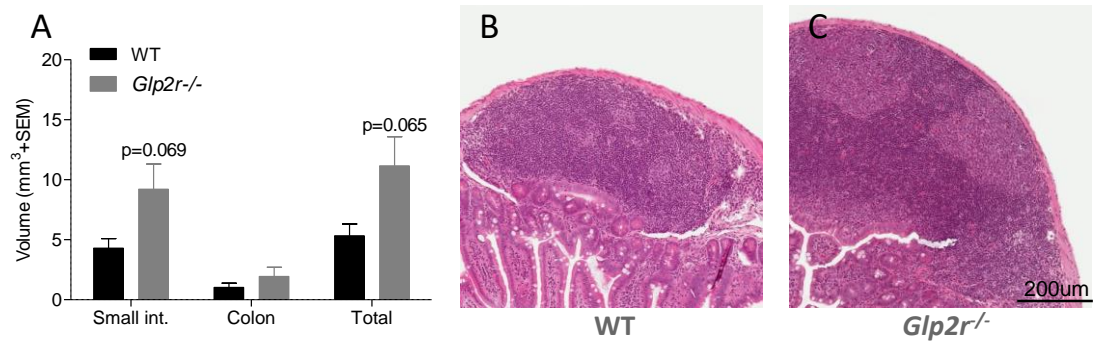 A
WT
Glp2r-/-
20
15
10
5
0
Volume (mm³+SEM)
p=0.069
p=0.065
Small int.
Colon
Total
B
WT
C
200um
Glp2r-/-